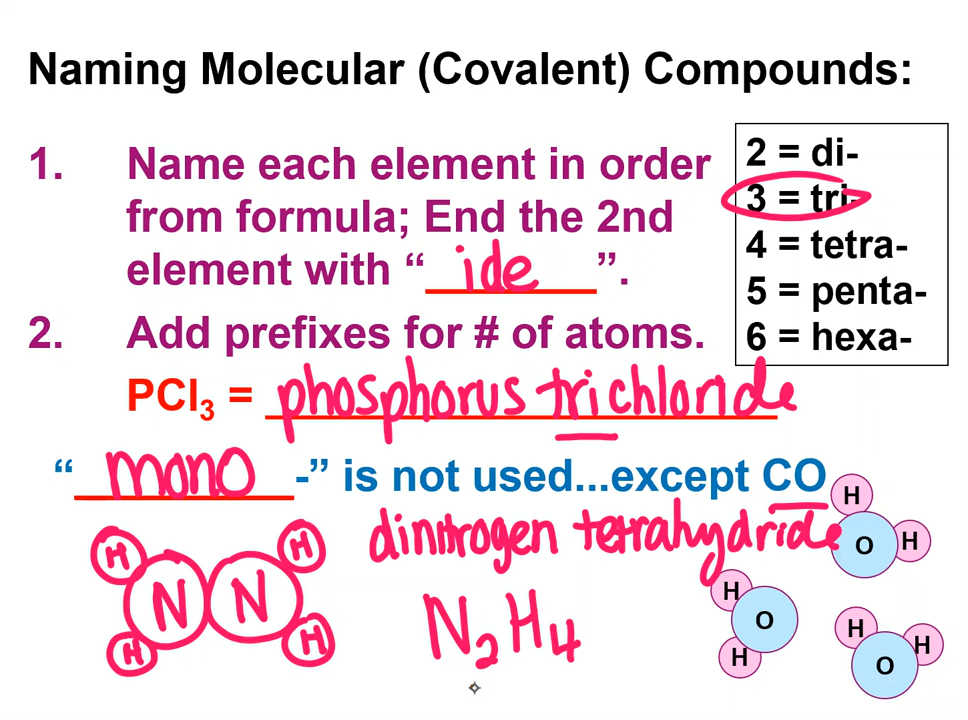 Naming Molecular (Covalent) Compounds:
1. Name each element in order
from formula; End the 2nd
element with “ ide ”.
2. Add prefixes for # of atoms.
PCl₃ = phosphorus trichloride
“ mono -” is not used...except CO
2 = di-
3 = tri-
4 = tetra-
5 = penta-
6 = hexa-
dinitrogen tetrahydride
N₂H₄
H H
N N
H H
H
O H
H
O
H
H H
O